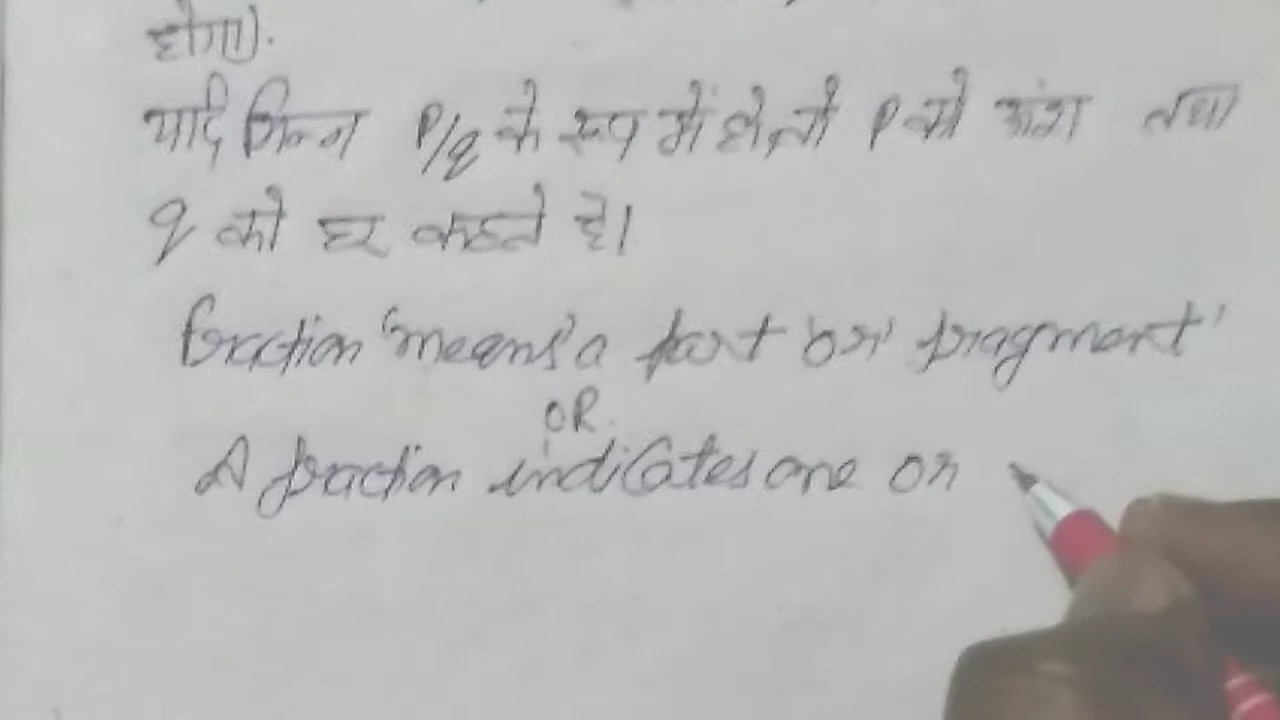 होगा).
यदि भिन्न P/q के रूप में हो तो P को अंश तथा
q को हर कहते हैं।
fraction "means' a part 'or' fragment'
OR.
A fraction indicates one or